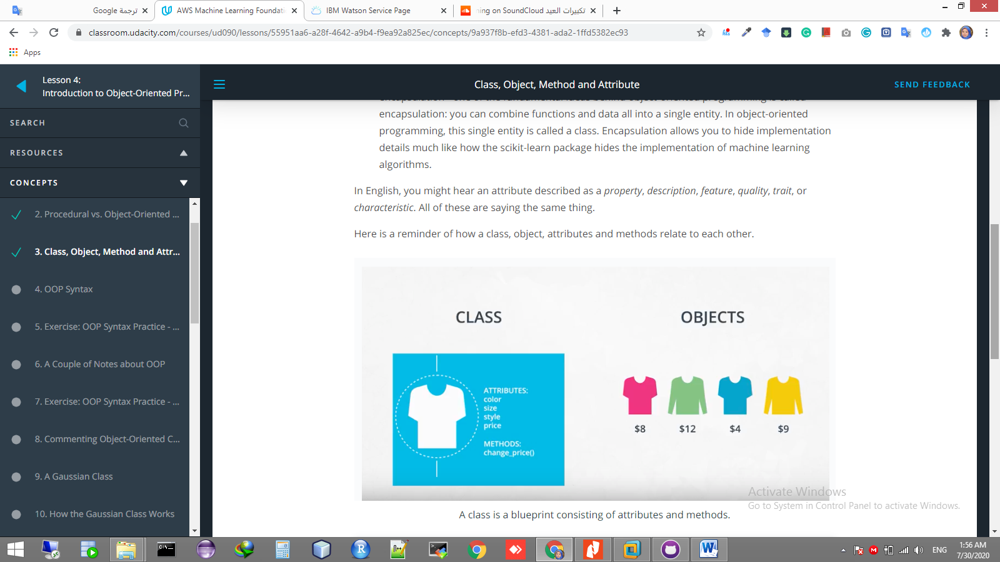 ترجمة Google
AWS Machine Learning Foundati
IBM Watson Service Page
تكبيرات العيد ning on SoundCloud
classroom.udacity.com/courses/ud090/lessons/55951aa6-a28f-4642-a9b4-f9ea92a825ec/concepts/9a937f8b-efd3-4381-ada2-1ffd5382ec93
Apps
Lesson 4:
Introduction to Object-Oriented Pr...
Class, Object, Method and Attribute
SEND FEEDBACK
SEARCH
RESOURCES
CONCEPTS
2. Procedural vs. Object-Oriented ...
3. Class, Object, Method and Attr...
4. OOP Syntax
5. Exercise: OOP Syntax Practice - ...
6. A Couple of Notes about OOP
7. Exercise: OOP Syntax Practice - ...
8. Commenting Object-Oriented C...
9. A Gaussian Class
10. How the Gaussian Class Works
encapsulation: you can combine functions and data all into a single entity. In object-oriented
programming, this single entity is called a class. Encapsulation allows you to hide implementation
details much like how the scikit-learn package hides the implementation of machine learning
algorithms.
In English, you might hear an attribute described as a property, description, feature, quality, trait, or
characteristic. All of these are saying the same thing.
Here is a reminder of how a class, object, attributes and methods relate to each other.
CLASS
ATTRIBUTES:
color
size
style
price
METHODS:
change_price()
OBJECTS
$8
$12
$4
$9
A class is a blueprint consisting of attributes and methods.
Activate Windows
Go to System in Control Panel to activate Windows.
ENG
1:56 AM
7/30/2020